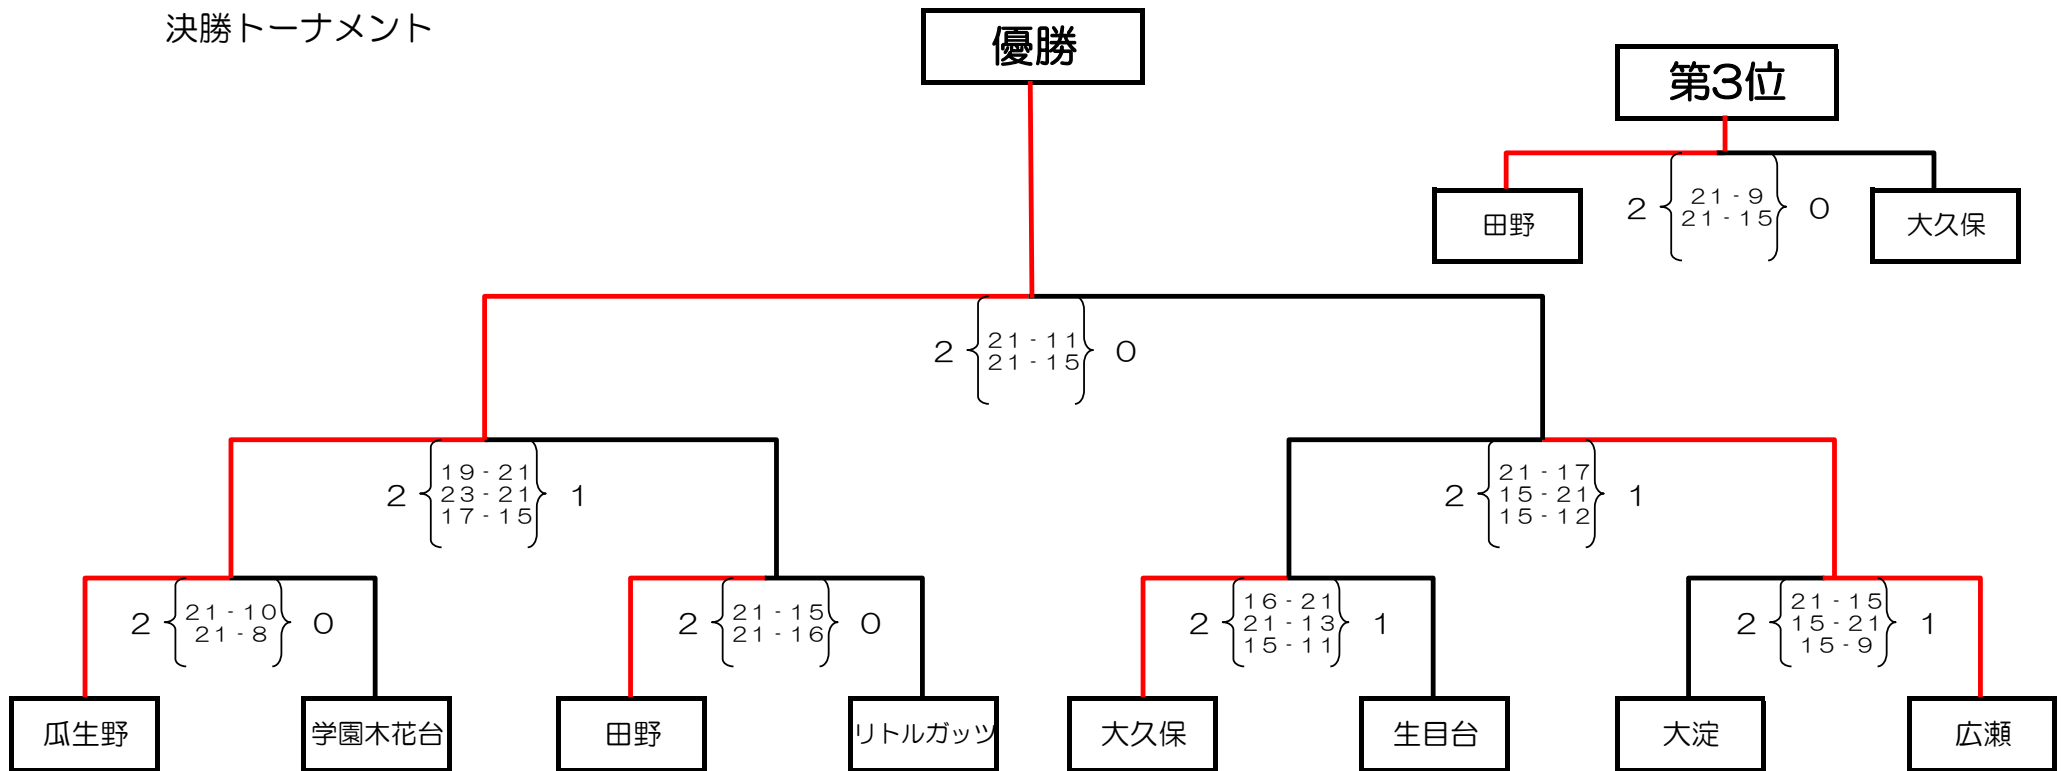 決勝トーナメント
優勝
第3位
田野
2
21-9
21-15
0
大久保
2
21-11
21-15
0
2
19-21
23-21
17-15
1
2
21-17
15-21
15-12
1
2
21-10
21-8
0
2
21-15
21-16
0
2
16-21
21-13
15-11
1
2
21-15
15-21
15-9
1
瓜生野
学園木花台
田野
リトルガッツ
大久保
生目台
大淀
広瀬